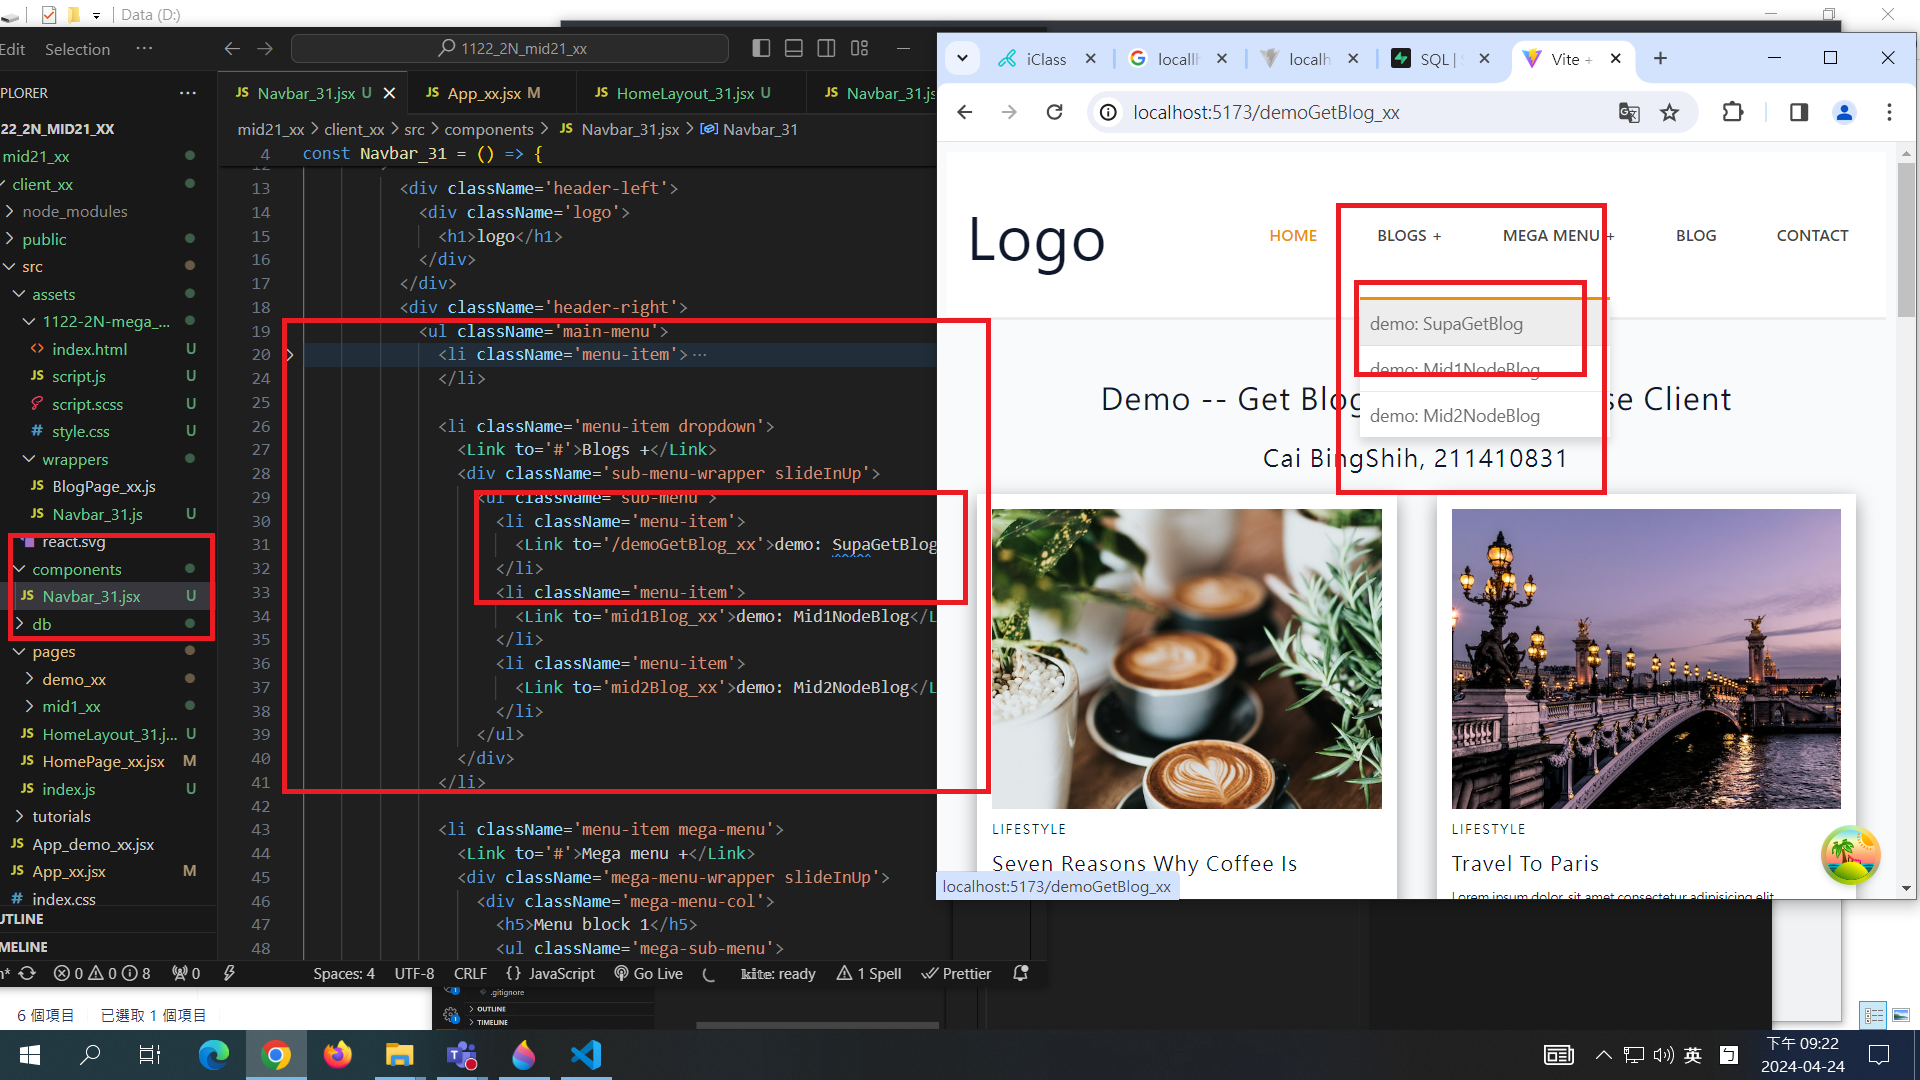 Data (D:)
Edit Selection ···
1122_2N_mid21_xx
PLORER ···
Navbar_31.jsx U
App_xx.jsx M
HomeLayout_31.jsx U
Navbar_31.js
mid21_xx > client_xx > src > components > Navbar_31.jsx > Navbar_31
22_2N_MID21_XX
mid21_xx
client_xx
node_modules
public
src
assets
1122-2N-mega_...
index.html U
script.js U
script.scss U
style.css U
wrappers
BlogPage_xx.js
Navbar_31.js U
react.svg
components
Navbar_31.jsx U
db
pages
demo_xx
mid1_xx
HomeLayout_31.j... U
HomePage_xx.jsx M
index.js U
tutorials
App_demo_xx.jsx
App_xx.jsx M
index.css
UTLINE
MELINE
4 const Navbar_31 = () => {
12
13 <div className='header-left'>
14 <div className='logo'>
15 <h1>logo</h1>
16 </div>
17 </div>
18 <div className='header-right'>
19 <ul className='main-menu'>
20 <li className='menu-item'>···
24 </li>
25
26 <li className='menu-item dropdown'>
27 <Link to='#'>Blogs +</Link>
28 <div className='sub-menu-wrapper slideInUp'>
29 <ul className='sub-menu'>
30 <li className='menu-item'>
31 <Link to='/demoGetBlog_xx'>demo: SupaGetBlog
32 </li>
33 <li className='menu-item'>
34 <Link to='mid1Blog_xx'>demo: Mid1NodeBlog</L
35 </li>
36 <li className='menu-item'>
37 <Link to='mid2Blog_xx'>demo: Mid2NodeBlog</L
38 </li>
39 </ul>
40 </div>
41 </li>
42
43 <li className='menu-item mega-menu'>
44 <Link to='#'>Mega menu +</Link>
45 <div className='mega-menu-wrapper slideInUp'>
46 <div className='mega-menu-col'>
47 <h5>Menu block 1</h5>
48 <ul className='mega-sub-menu'>
0 0 8 0
Spaces: 4 UTF-8 CRLF {} JavaScript Go Live kite: ready 1 Spell Prettier
.gitignore
OUTLINE
TIMELINE
6 個項目 已選取 1 個項目
iClass
locall
localh
SQL |
Vite +
localhost:5173/demoGetBlog_xx
Logo
HOME BLOGS + MEGA MENU + BLOG CONTACT
demo: SupaGetBlog
demo: Mid1NodeBlog
demo: Mid2NodeBlog
Demo -- Get Blog se Client
Cai BingShih, 211410831
LIFESTYLE
Seven Reasons Why Coffee Is
LIFESTYLE
Travel To Paris
Lorem ipsum dolor, sit amet consectetur adipisicing elit.
localhost:5173/demoGetBlog_xx
英
下午 09:22
2024-04-24